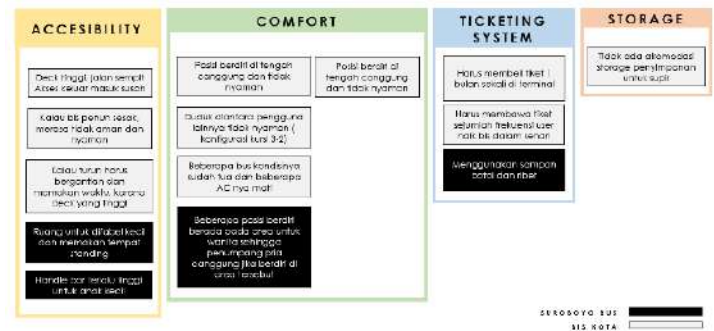 ACCESIBILITY
Deck tinggi, jalan sempit
Akses keluar masuk susah
Kalau bis penuh sesak,
merasa tidak aman dan
nyaman
Kalau turun harus
bergantian dan
memakan waktu, karena
Deck yang tinggi
Ruang untuk difabel kecil
dan memakan tempat
standing
Handle bar terlalu tinggi
untuk anak kecil
COMFORT
Posisi berdiri di tengah
canggung dan tidak
nyaman
Posisi berdiri di
tengah canggung dan
tidak nyaman
Duduk diantara pengguna
lainnya tidak nyaman (
konfigurasi kursi 3-2)
Beberapa bus kondisinya
sudah tua dan beberapa
AC nya mati
Beberapa posisi berdiri
berada pada area untuk
wanita sehingga
penumpang pria
canggung jika berdiri di
area tersebut
TICKETING
SYSTEM
Harus membeli tiket 1
bulan sekali di terminal
Harus membawa tiket
sejumlah frekuensi user
naik bis dalam sehari
Menggunakan sampah
botol dan ribet
STORAGE
Tidak ada akomodasi
storage penyimpanan
untuk supir
SUROBOYO BUS
BIS KOTA